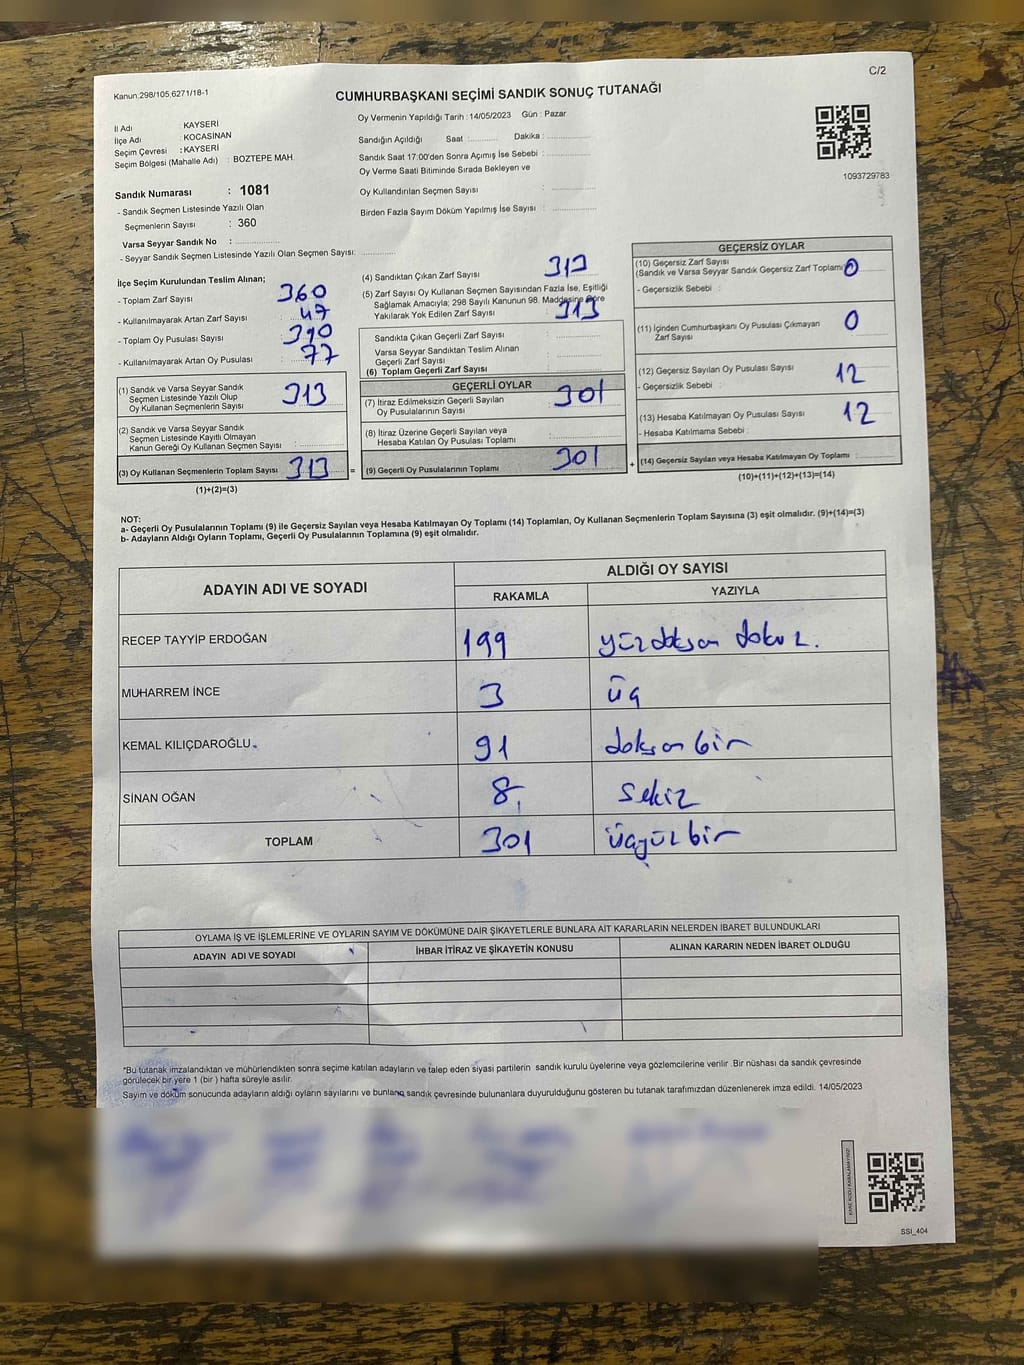 C/2
Kanun:298/105,6271/18-1
CUMHURBAŞKANI SEÇİMİ SANDIK SONUÇ TUTANAĞI
İl Adı : KAYSERİ
İlçe Adı : KOCASİNAN
Seçim Çevresi : KAYSERİ
Seçim Bölgesi (Mahalle Adı) : BOZTEPE MAH.
Sandık Numarası : 1081
- Sandık Seçmen Listesinde Yazılı Olan
Seçmenlerin Sayısı : 360
Varsa Seyyar Sandık No :
- Seyyar Sandık Seçmen Listesinde Yazılı Olan Seçmen Sayısı:
Oy Vermenin Yapıldığı Tarih : 14/05/2023 Gün : Pazar
Sandığın Açıldığı Saat : Dakika :
Sandık Saat 17:00'den Sonra Açımış İse Sebebi :
Oy Verme Saati Bitiminde Sırada Bekleyen ve
Oy Kullandırılan Seçmen Sayısı :
Birden Fazla Sayım Döküm Yapılmış İse Sayısı :
1093729783
İlçe Seçim Kurulundan Teslim Alınan;
- Toplam Zarf Sayısı : 360
- Kullanılmayarak Artan Zarf Sayısı : 47
- Toplam Oy Pusulası Sayısı : 390
- Kullanılmayarak Artan Oy Pusulası : 77
(1) Sandık ve Varsa Seyyar Sandık
Seçmen Listesinde Yazılı Olup
Oy Kullanan Seçmenlerin Sayısı : 313
(2) Sandık ve Varsa Seyyar Sandık
Seçmen Listesinde Kayıtlı Olmayan
Kanun Gereği Oy Kullanan Seçmen Sayısı :
(3) Oy Kullanan Seçmenlerin Toplam Sayısı : 313 =
(1)+(2)=(3)
(4) Sandıktan Çıkan Zarf Sayısı : 313
(5) Zarf Sayısı Oy Kullanan Seçmen Sayısından Fazla İse, Eşitliği
Sağlamak Amacıyla; 298 Sayılı Kanunun 98. Maddesine Göre
Yakılarak Yok Edilen Zarf Sayısı 313
Sandıkta Çıkan Geçerli Zarf Sayısı :
Varsa Seyyar Sandıktan Teslim Alınan
Geçerli Zarf Sayısı :
(6) Toplam Geçerli Zarf Sayısı :
GEÇERLİ OYLAR
(7) İtiraz Edilmeksizin Geçerli Sayılan
Oy Pusulalarının Sayısı : 301
(8) İtiraz Üzerine Geçerli Sayılan veya
Hesaba Katılan Oy Pusulası Toplamı :
(9) Geçerli Oy Pusulalarının Toplamı : 301 +
GEÇERSİZ OYLAR
(10) Geçersiz Zarf Sayısı
(Sandık ve Varsa Seyyar Sandık Geçersiz Zarf Toplamı) 0
- Geçersizlik Sebebi :
(11) İçinden Cumhurbaşkanı Oy Pusulası Çıkmayan
Zarf Sayısı : 0
(12) Geçersiz Sayılan Oy Pusulası Sayısı : 12
- Geçersizlik Sebebi :
(13) Hesaba Katılmayan Oy Pusulası Sayısı : 12
- Hesaba Katılmama Sebebi :
(14) Geçersiz Sayılan veya Hesaba Katılmayan Oy Toplamı :
(10)+(11)+(12)+(13)=(14)
NOT:
a- Geçerli Oy Pusulalarının Toplamı (9) ile Geçersiz Sayılan veya Hesaba Katılmayan Oy Toplamı (14) Toplamları, Oy Kullanan Seçmenlerin Toplam Sayısına (3) eşit olmalıdır. (9)+(14)=(3)
b- Adayların Aldığı Oyların Toplamı, Geçerli Oy Pusulalarının Toplamına (9) eşit olmalıdır.
ADAYIN ADI VE SOYADI ALDIĞI OY SAYISI
RAKAMLA YAZIYLA
RECEP TAYYİP ERDOĞAN 199 yüzdoksan dokuz.
MUHARREM İNCE 3 üç
KEMAL KILIÇDAROĞLU 91 doksan bir
SİNAN OĞAN 8 sekiz
TOPLAM 301 üçyüz bir
OYLAMA İŞ VE İŞLEMLERİNE VE OYLARIN SAYIM VE DÖKÜMÜNE DAİR ŞİKAYETLERLE BUNLARA AİT KARARLARIN NELERDEN İBARET BULUNDUKLARI
ADAYIN ADI VE SOYADI İHBAR İTİRAZ VE ŞİKAYETİN KONUSU ALINAN KARARIN NEDEN İBARET OLDUĞU
*Bu tutanak imzalandıktan ve mühürlendikten sonra seçime katılan adayların ve talep eden siyasi partilerin sandık kurulu üyelerine veya gözlemcilerine verilir .Bir nüshası da sandık çevresinde
görülecek bir yere 1 (bir ) hafta süreyle asılır.
Sayım ve döküm sonucunda adayların aldığı oyların sayılarını ve bunların sandık çevresinde bulunanlara duyurulduğunu gösteren bu tutanak tarafımızdan düzenlenerek imza edildi. 14/05/2023
SSI_404